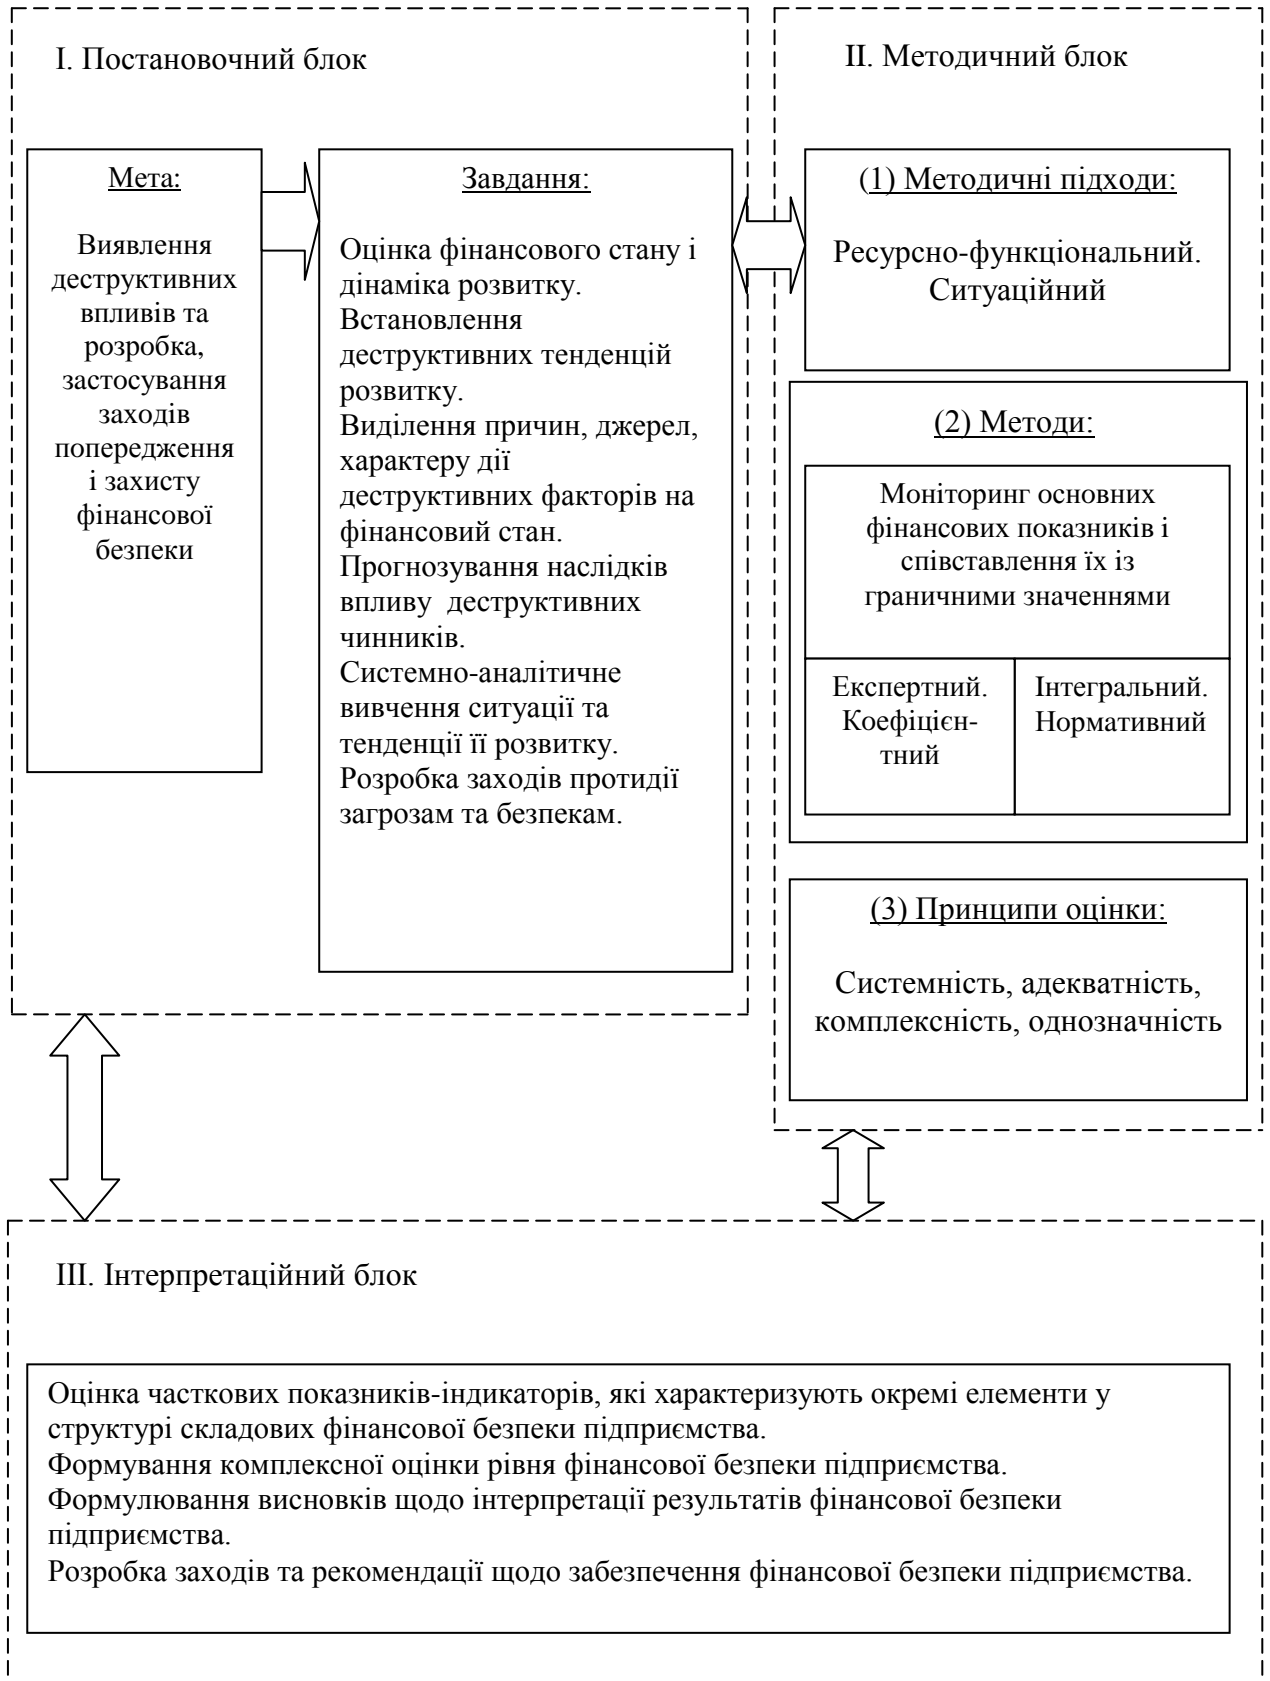 І. Постановочний блок
Мета:
Виявлення
деструктивних
впливів та
розробка,
застосування
заходів
попередження
і захисту
фінансової
безпеки
Завдання:
Оцінка фінансового стану і
дінаміка розвитку.
Встановлення
деструктивних тенденцій
розвитку.
Виділення причин, джерел,
характеру дії
деструктивних факторів на
фінансовий стан.
Прогнозування наслідків
впливу деструктивних
чинників.
Системно-аналітичне
вивчення ситуації та
тенденції її розвитку.
Розробка заходів протидії
загрозам та безпекам.
ІІ. Методичний блок
(1) Методичні підходи:
Ресурсно-функціональний.
Ситуаційний
(2) Методи:
Моніторинг основних
фінансових показників і
співставлення їх із
граничними значеннями
Експертний.
Коефіцієн-
тний
Інтегральний.
Нормативний
(3) Принципи оцінки:
Системність, адекватність,
комплексність, однозначність
ІІІ. Інтерпретаційний блок
Оцінка часткових показників-індикаторів, які характеризують окремі елементи у
структурі складових фінансової безпеки підприємства.
Формування комплексної оцінки рівня фінансової безпеки підприємства.
Формулювання висновків щодо інтерпретації результатів фінансової безпеки
підприємства.
Розробка заходів та рекомендації щодо забезпечення фінансової безпеки підприємства.